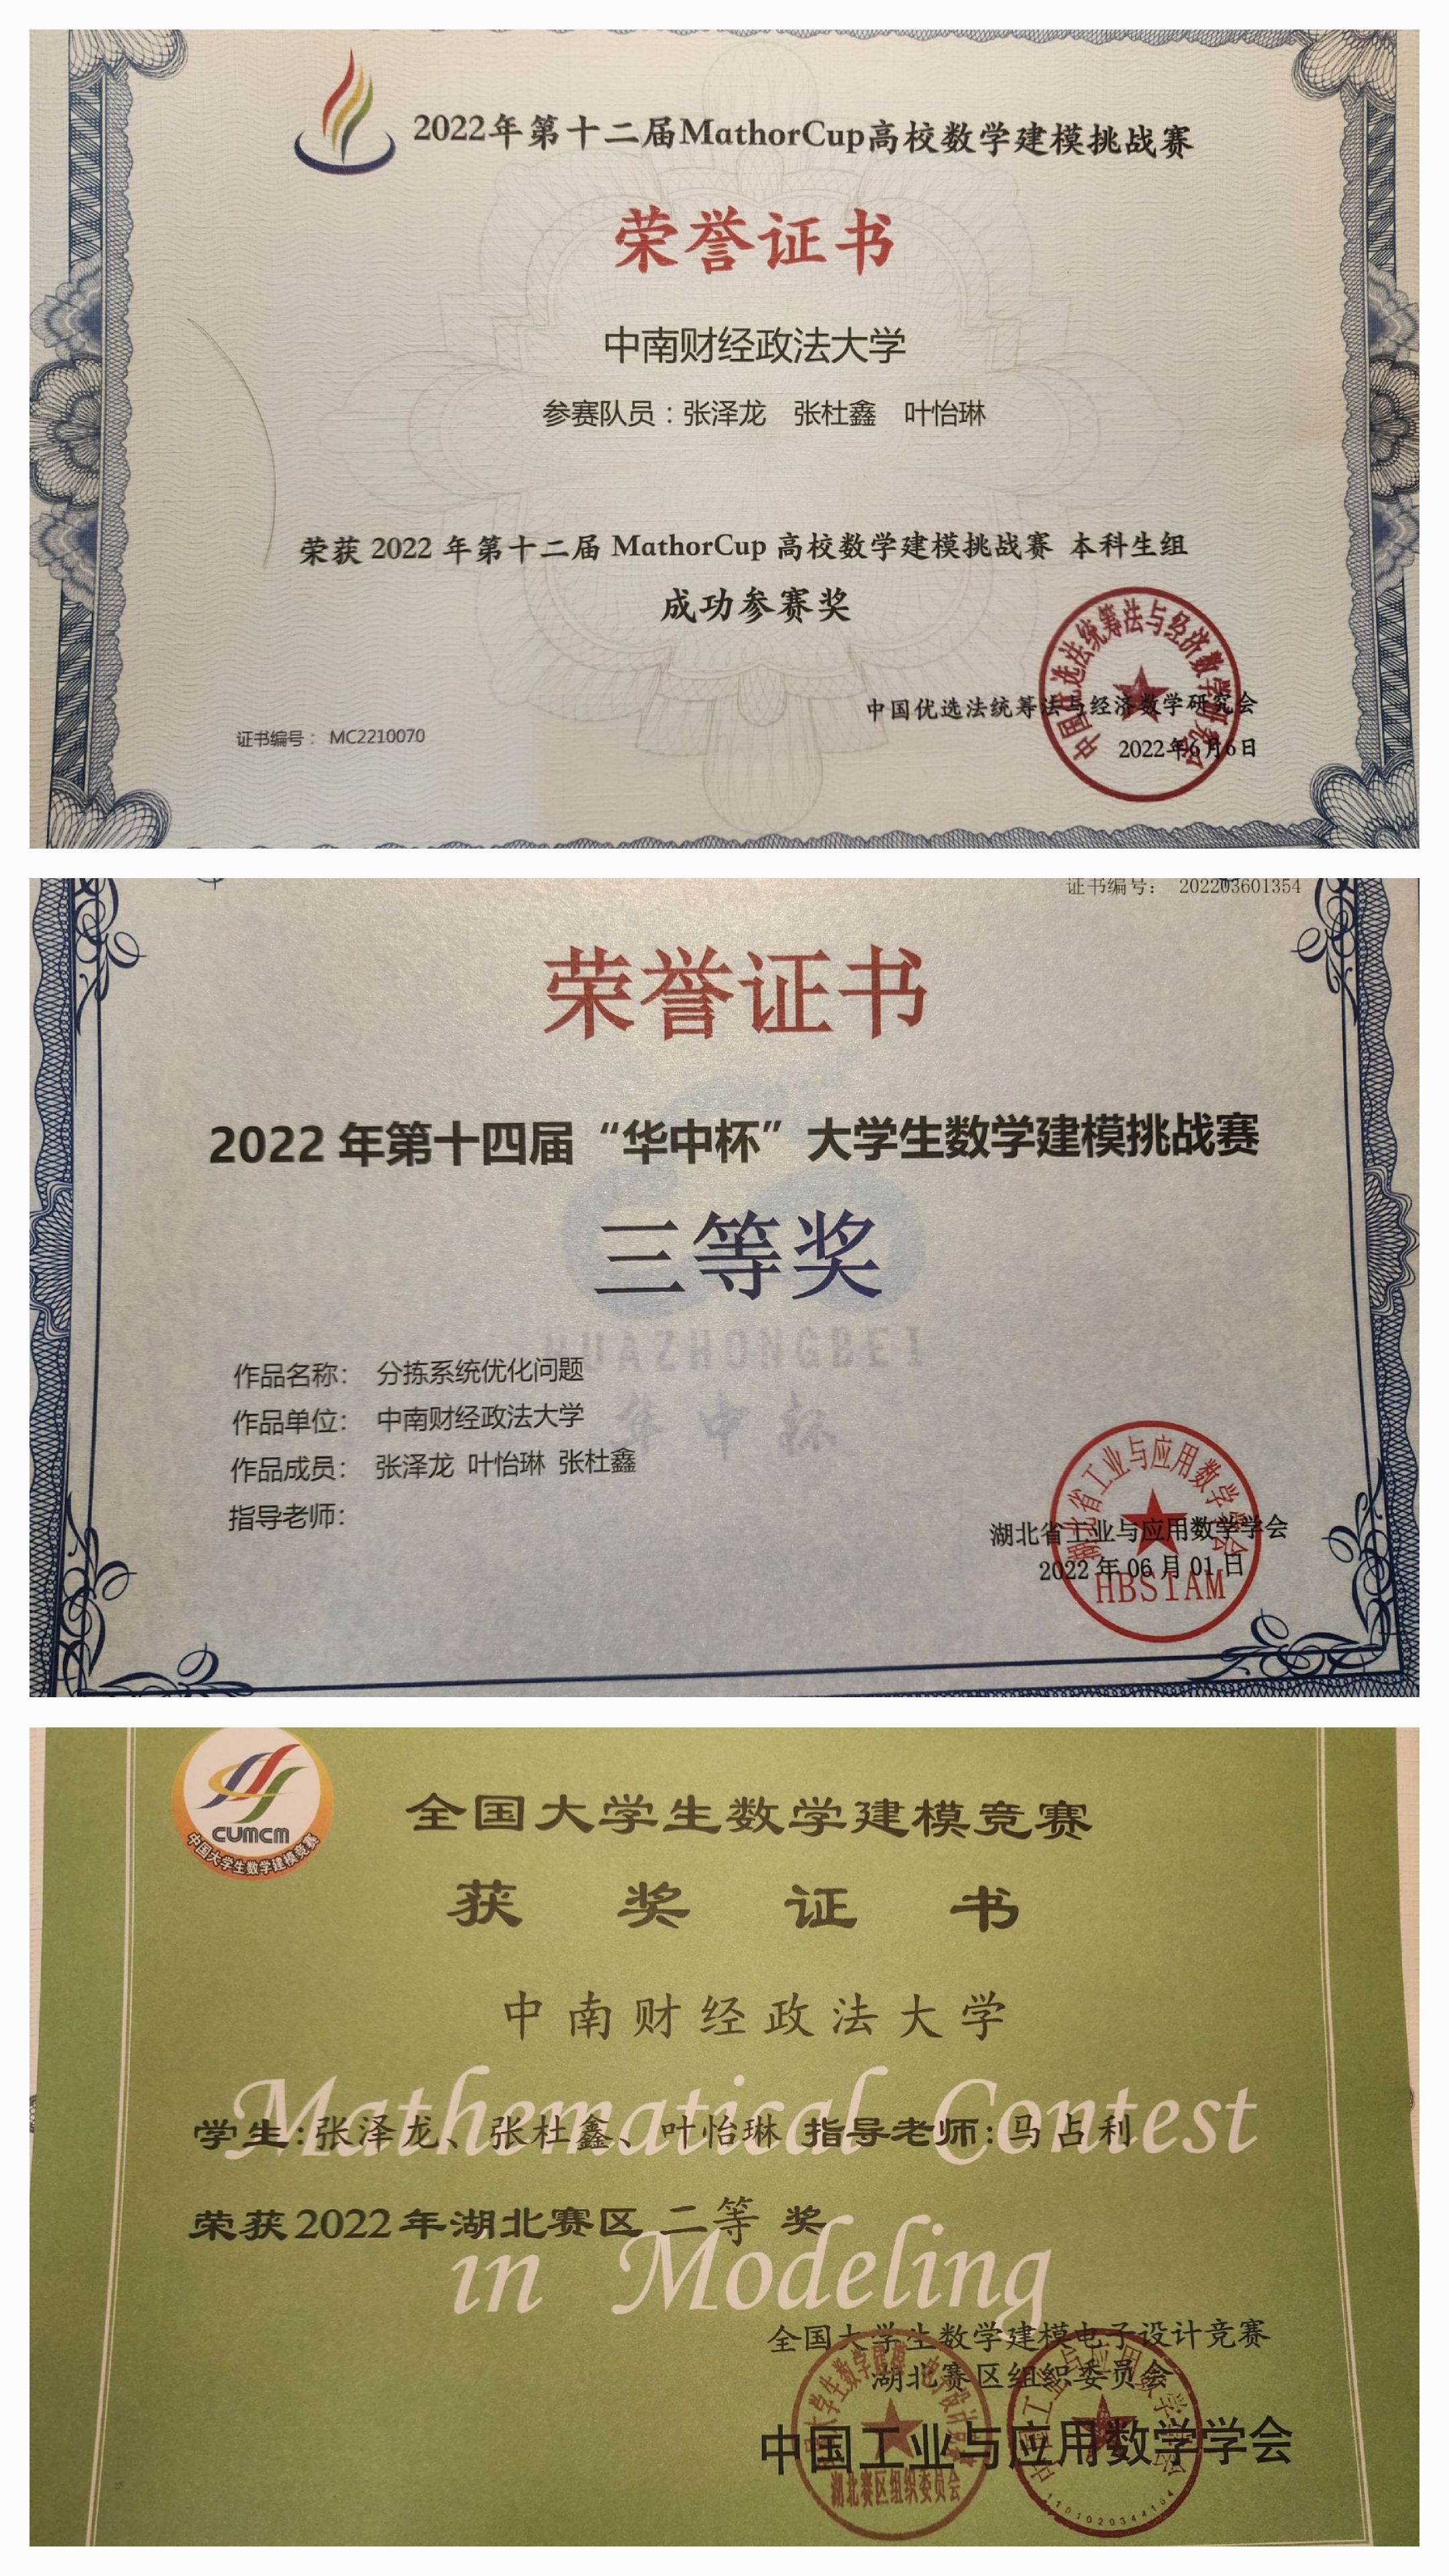 2022年第十二届MathorCup高校数学建模挑战赛
荣誉证书
中南财经政法大学
参赛队员：张泽龙 张杜鑫 叶怡琳
荣获 2022 年第十二届 MathorCup 高校数学建模挑战赛 本科生组
成功参赛奖
中国优选法统筹法与经济数学研究会
中国优选法统筹法与经济数学研究会
证书编号： MC2210070
2022年6月6日
证书编号： 202203601354
荣誉证书
2022 年第十四届“华中杯”大学生数学建模挑战赛
三等奖
HUAZHONGBEI
华中杯
作品名称： 分拣系统优化问题
作品单位： 中南财经政法大学
作品成员： 张泽龙 叶怡琳 张杜鑫
指导老师：
湖北省工业与应用数学学会
湖北省工业与应用数学学会
2022 年 06 月 01 日
HBSIAM
CUMCM
中国大学生数学建模竞赛
全国大学生数学建模竞赛
获奖证书
中南财经政法大学
Mathematical Contest
学生:张泽龙、张杜鑫、叶怡琳 指导老师:马占利
荣获2022年湖北赛区 二等 奖
in Modeling
全国大学生数学建模电子设计竞赛
湖北赛区组织委员会
中国工业与应用数学学会
湖北赛区组织委员会